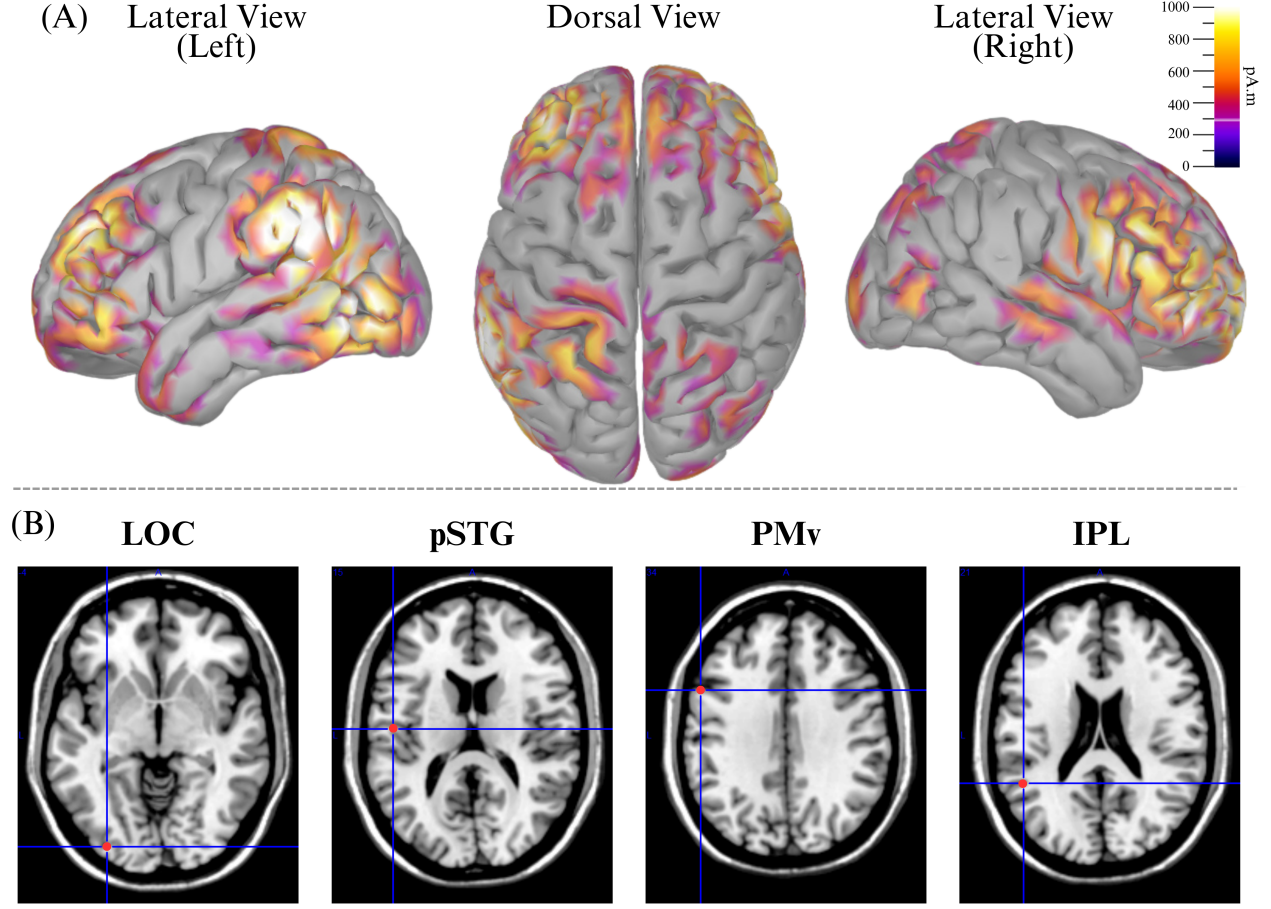 (A)
Lateral View
(Left)
Dorsal View
Lateral View
(Right)
1000
800
600
400
200
0
pA.m
(B)
LOC
pSTG
PMv
IPL
A
A
A
A
L
L
L
L